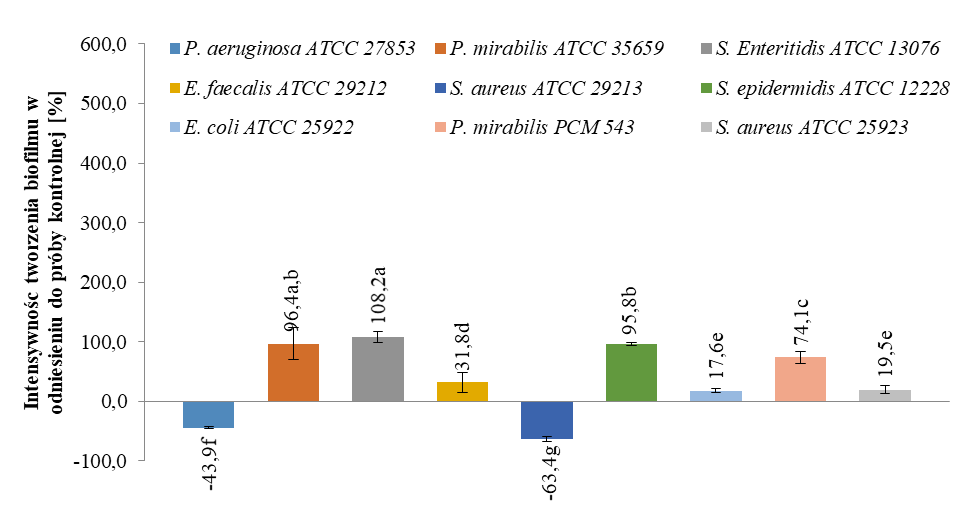 Intensywność tworzenia biofilmu w
odniesieniu do próby kontrolnej [%]
600,0
500,0
400,0
300,0
200,0
100,0
0,0
-100,0
P. aeruginosa ATCC 27853
P. mirabilis ATCC 35659
S. Enteritidis ATCC 13076
E. faecalis ATCC 29212
S. aureus ATCC 29213
S. epidermidis ATCC 12228
E. coli ATCC 25922
P. mirabilis PCM 543
S. aureus ATCC 25923
-43,9f
96,4a,b
108,2a
31,8d
-63,4g
95,8b
17,6e
74,1c
19,5e